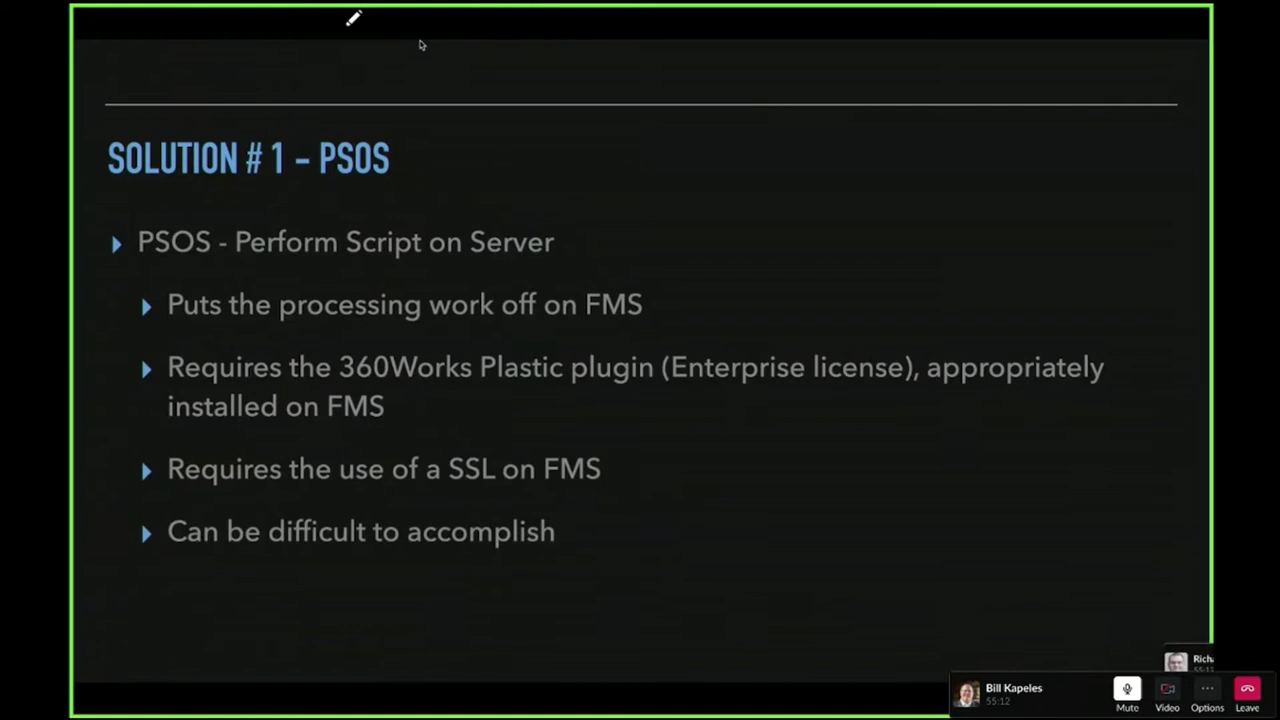 SOLUTION # 1 - PSOS
PSOS - Perform Script on Server
Puts the processing work off on FMS
Requires the 360Works Plastic plugin (Enterprise license), appropriately
installed on FMS
Requires the use of a SSL on FMS
Can be difficult to accomplish
Richa
Bill Kapeles
55:12
Mute
Video
Options
Leave